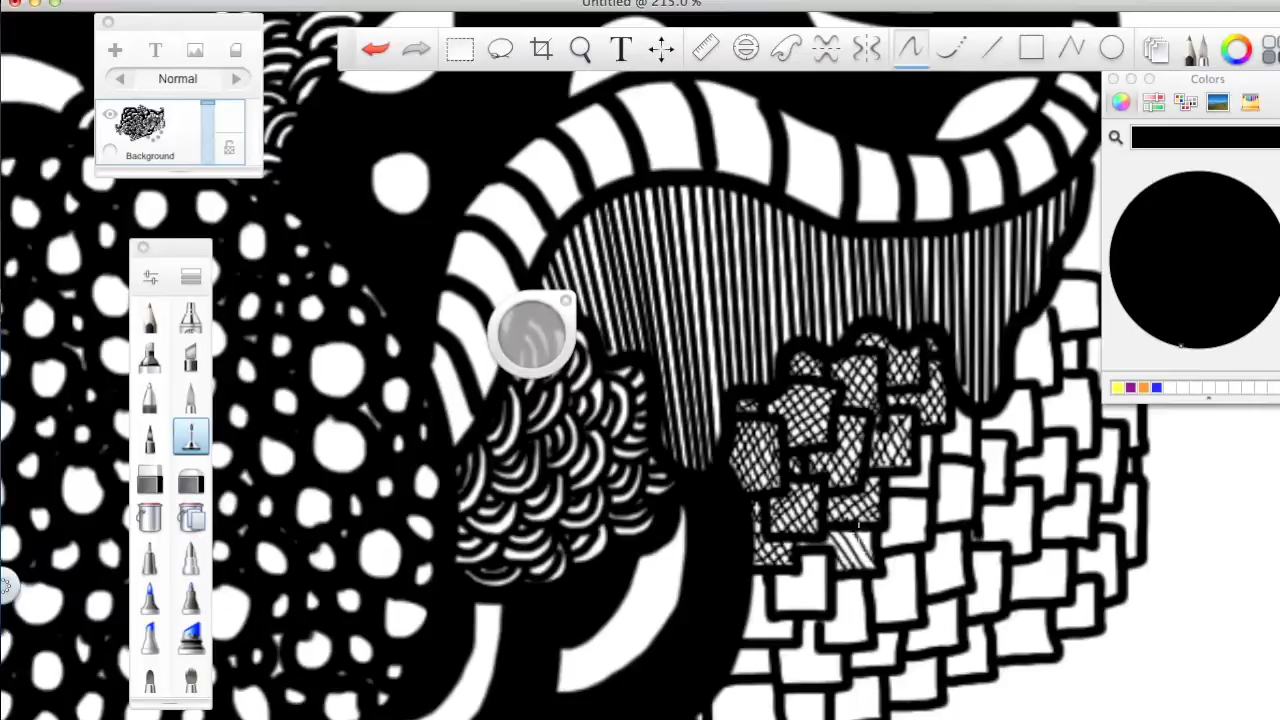 Untitled @ 215.0 %
T
T
Normal
Background
Colors